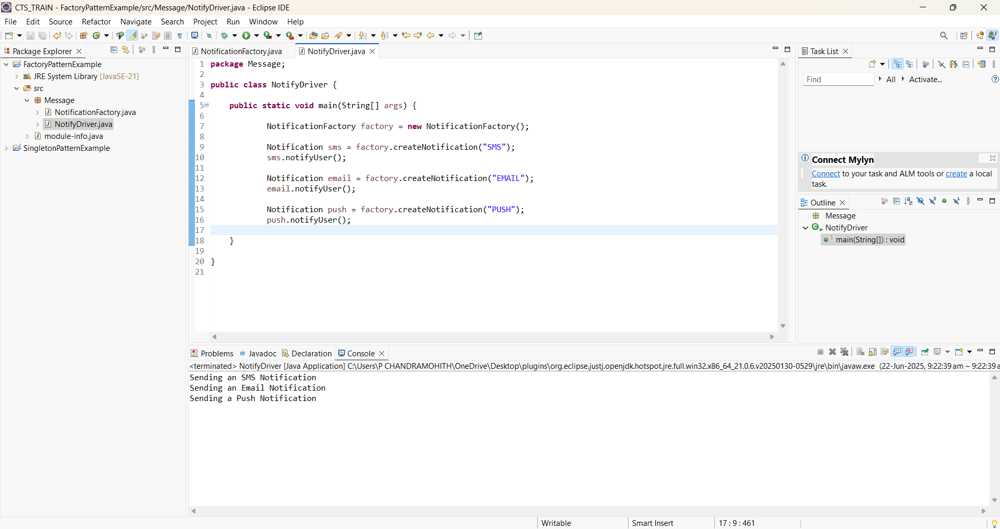 CTS_TRAIN - FactoryPatternExample/src/Message/NotifyDriver.java - Eclipse IDE
File Edit Source Refactor Navigate Search Project Run Window Help
Package Explorer
FactoryPatternExample
JRE System Library [JavaSE-21]
src
Message
NotificationFactory.java
NotifyDriver.java
module-info.java
SingletonPatternExample
NotificationFactory.java NotifyDriver.java
1 package Message;
2
3 public class NotifyDriver {
4
5 public static void main(String[] args) {
6
7 NotificationFactory factory = new NotificationFactory();
8
9 Notification sms = factory.createNotification("SMS");
10 sms.notifyUser();
11
12 Notification email = factory.createNotification("EMAIL");
13 email.notifyUser();
14
15 Notification push = factory.createNotification("PUSH");
16 push.notifyUser();
17
18 }
19
20 }
21
Task List
Find All Activate...
Connect Mylyn
Connect to your task and ALM tools or create a local
task.
Outline
Message
NotifyDriver
main(String[]) : void
Problems Javadoc Declaration Console
<terminated> NotifyDriver [Java Application] C:\Users\P CHANDRAMOHITH\OneDrive\Desktop\plugins\org.eclipse.justj.openjdk.hotspot.jre.full.win32.x86_64_21.0.6.v20250130-0529\jre\bin\javaw.exe (22-Jun-2025, 9:22:39 am – 9:22:39 a
Sending an SMS Notification
Sending an Email Notification
Sending a Push Notification
Writable Smart Insert 17 : 9 : 461